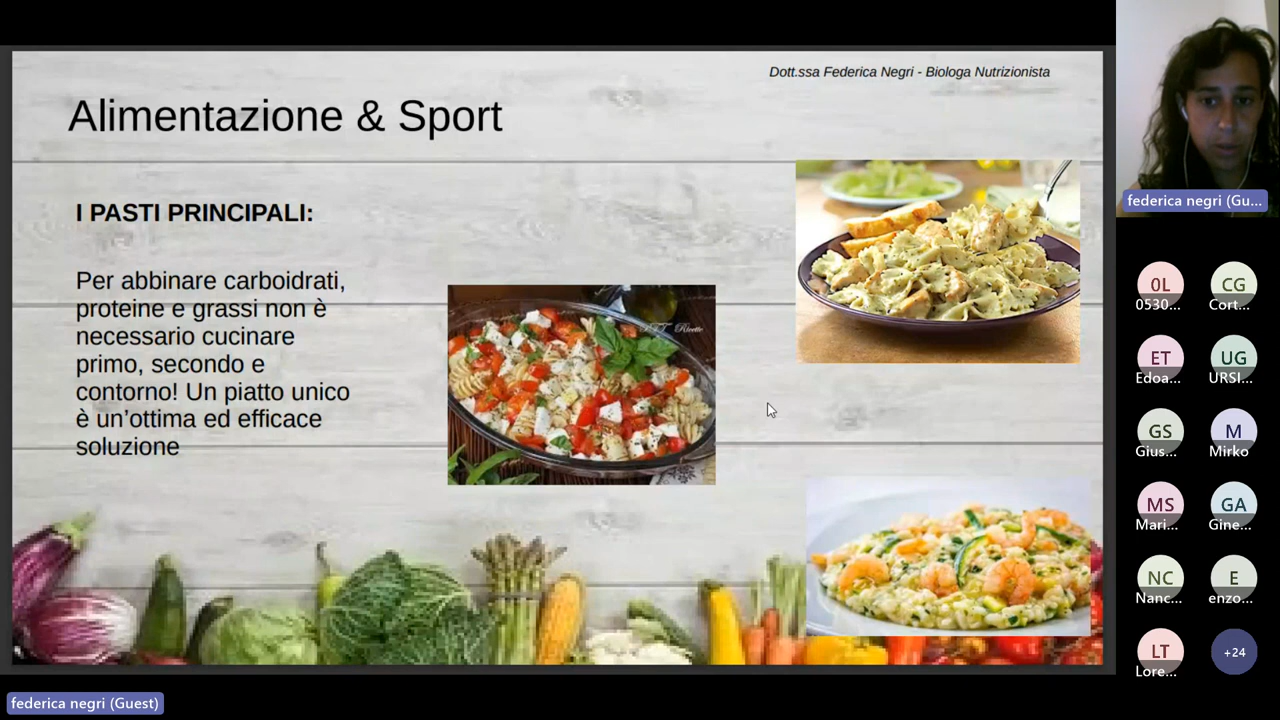 Dott.ssa Federica Negri - Biologa Nutrizionista
Alimentazione & Sport
I PASTI PRINCIPALI:
Per abbinare carboidrati,
proteine e grassi non è
necessario cucinare
primo, secondo e
contorno! Un piatto unico
è un'ottima ed efficace
soluzione
Ricette
federica negri (Gu...
0L
0530...
CG
Cort...
ET
Edoa...
UG
URSI...
GS
Gius...
M
Mirko
MS
Mari...
GA
Gine...
NC
Nanc...
E
enzo...
LT
Lore...
+24
federica negri (Guest)